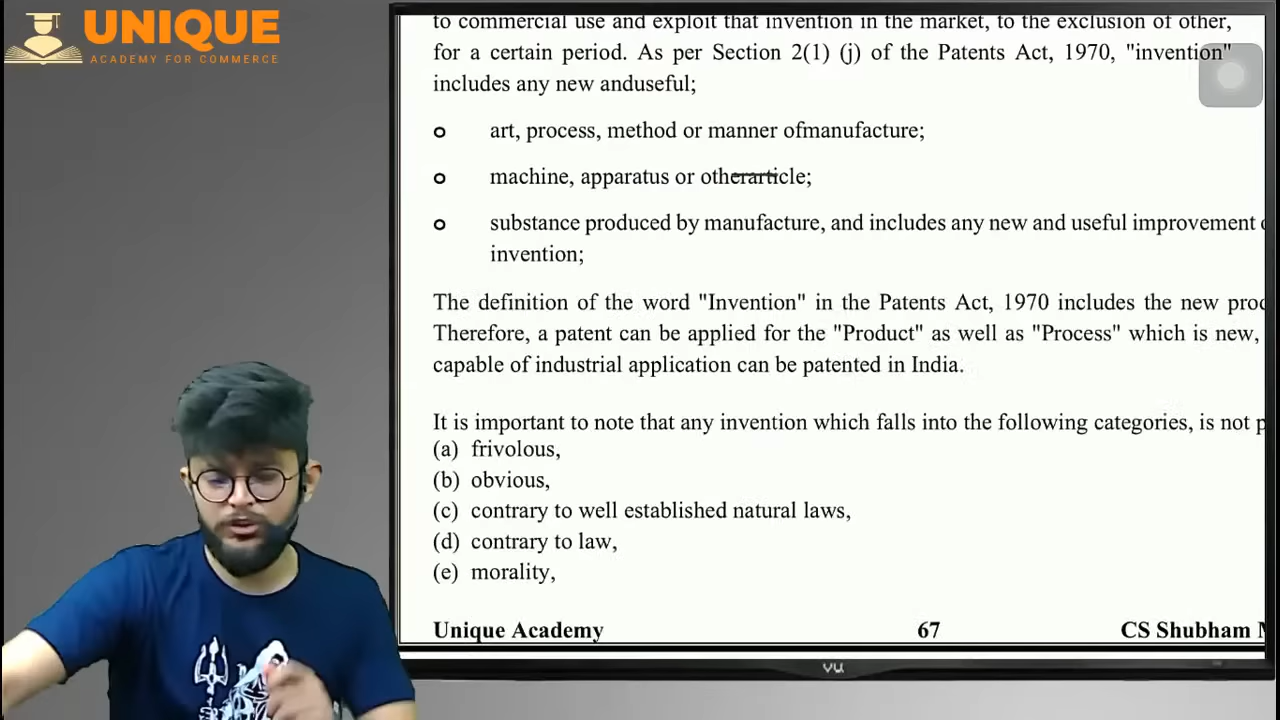 UNIQUE
ACADEMY FOR COMMERCE
to commercial use and exploit that invention in the market, to the exclusion of other,
for a certain period. As per Section 2(1) (j) of the Patents Act, 1970, "invention"
includes any new anduseful;
o art, process, method or manner ofmanufacture;
o machine, apparatus or otherarticle;
o substance produced by manufacture, and includes any new and useful improvement
invention;
The definition of the word "Invention" in the Patents Act, 1970 includes the new
Therefore, a patent can be applied for the "Product" as well as "Process" which is new,
capable of industrial application can be patented in India.
It is important to note that any invention which falls into the following categories, is not
(a) frivolous,
(b) obvious,
(c) contrary to well established natural laws,
(d) contrary to law,
(e) morality,
Unique Academy 67 CS Shubham
VU